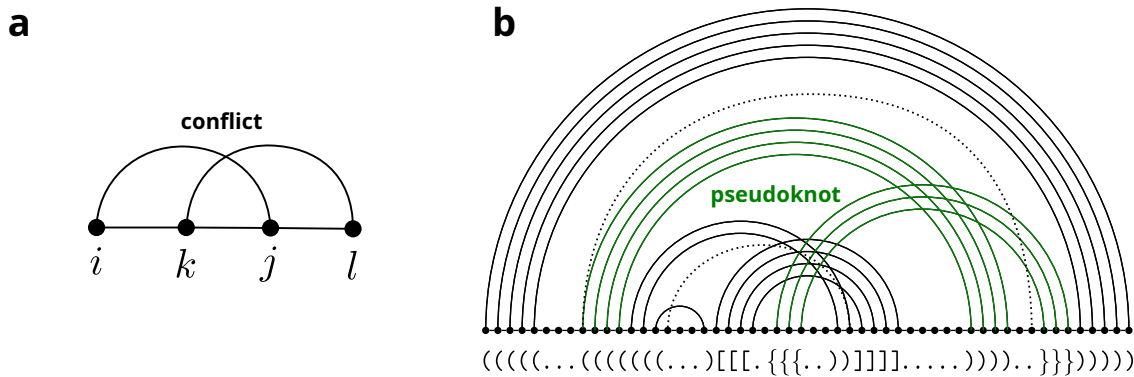 a
b
conflict
i k j l
pseudoknot
(((((...(((((((...)[[[.{{{..))]]]].....))))..}}})))))